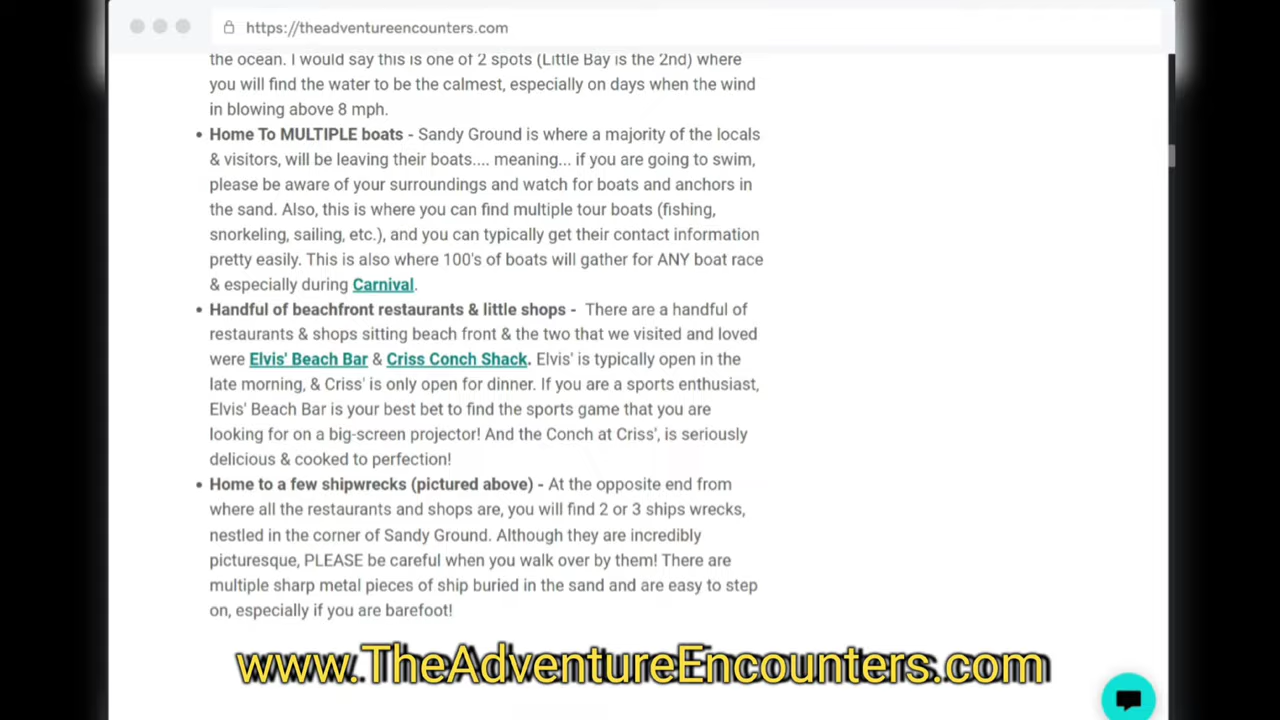 https://theadventureencounters.com
the ocean. I would say this is one of 2 spots (Little Bay is the 2nd) where
you will find the water to be the calmest, especially on days when the wind
in blowing above 8 mph.
• Home To MULTIPLE boats - Sandy Ground is where a majority of the locals
& visitors, will be leaving their boats.... meaning... if you are going to swim,
please be aware of your surroundings and watch for boats and anchors in
the sand. Also, this is where you can find multiple tour boats (fishing,
snorkeling, sailing, etc.), and you can typically get their contact information
pretty easily. This is also where 100's of boats will gather for ANY boat race
& especially during Carnival.
• Handful of beachfront restaurants & little shops - There are a handful of
restaurants & shops sitting beach front & the two that we visited and loved
were Elvis' Beach Bar & Criss Conch Shack. Elvis' is typically open in the
late morning, & Criss' is only open for dinner. If you are a sports enthusiast,
Elvis' Beach Bar is your best bet to find the sports game that you are
looking for on a big-screen projector! And the Conch at Criss', is seriously
delicious & cooked to perfection!
• Home to a few shipwrecks (pictured above) - At the opposite end from
where all the restaurants and shops are, you will find 2 or 3 ships wrecks,
nestled in the corner of Sandy Ground. Although they are incredibly
picturesque, PLEASE be careful when you walk over by them! There are
multiple sharp metal pieces of ship buried in the sand and are easy to step
on, especially if you are barefoot!
www.TheAdventureEncounters.com